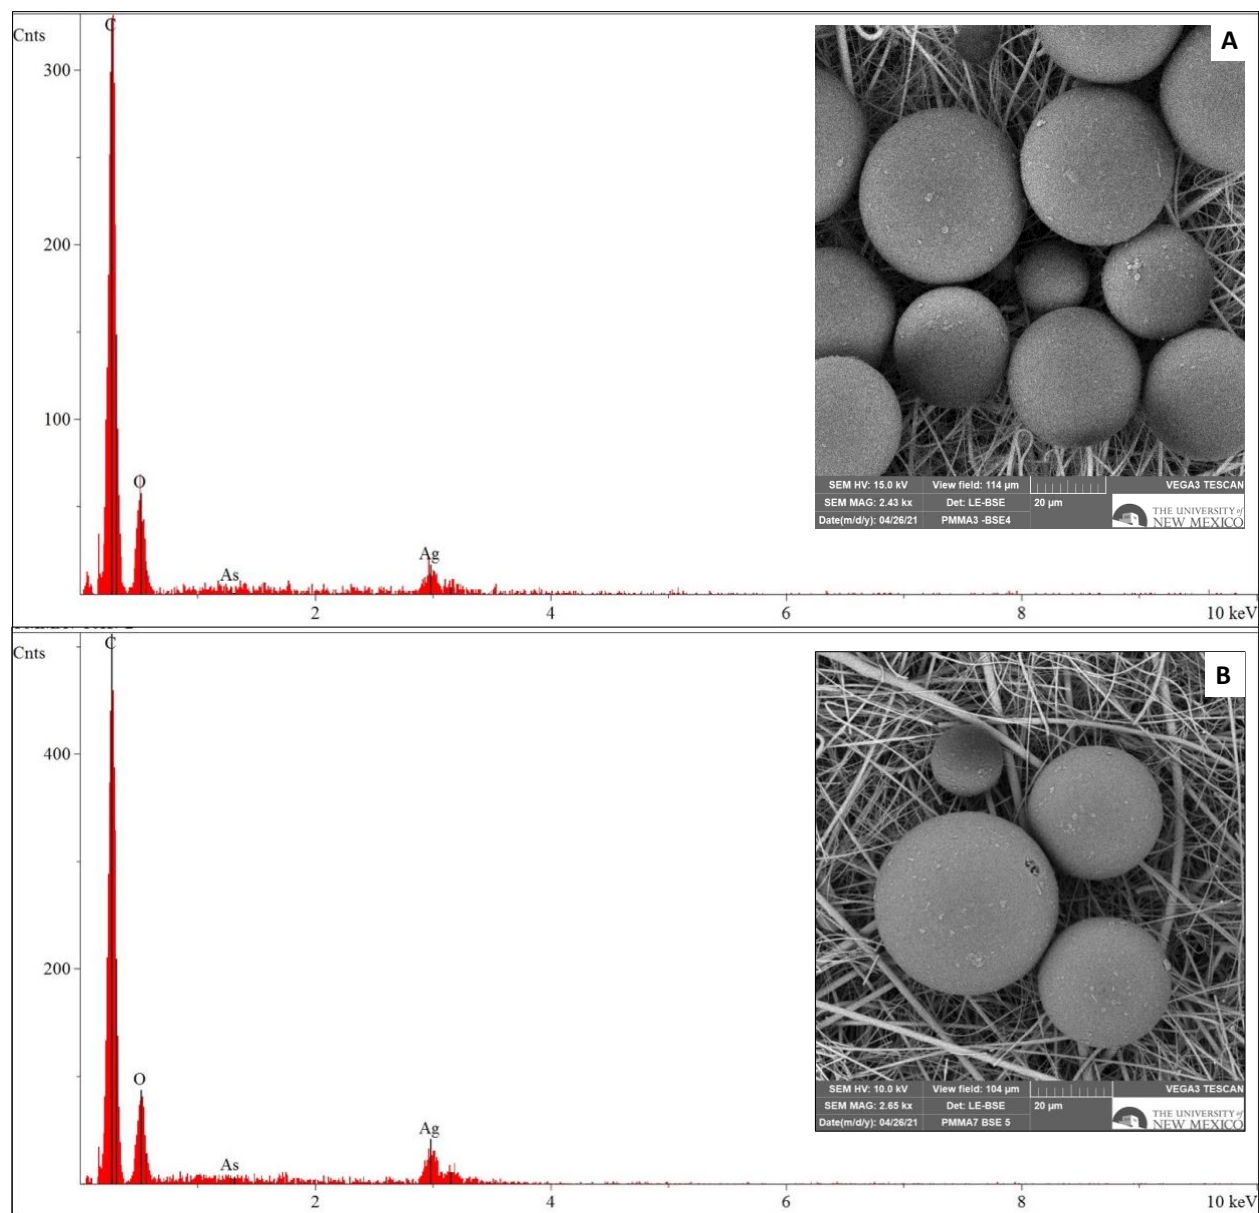 Cnts
C
300
200
100
O
As
Ag
2
4
6
8
10 keV
A
SEM HV: 15.0 kV
View field: 114 µm
VEGA3 TESCAN
SEM MAG: 2.43 kx
Det: LE-BSE
20 µm
Date(m/d/y): 04/26/21
PMMA3 -BSE4
THE UNIVERSITY of
NEW MEXICO
Cnts
C
400
200
O
As
Ag
2
4
6
8
10 keV
B
SEM HV: 10.0 kV
View field: 104 µm
VEGA3 TESCAN
SEM MAG: 2.65 kx
Det: LE-BSE
20 µm
Date(m/d/y): 04/26/21
PMMA7 BSE 5
THE UNIVERSITY of
NEW MEXICO